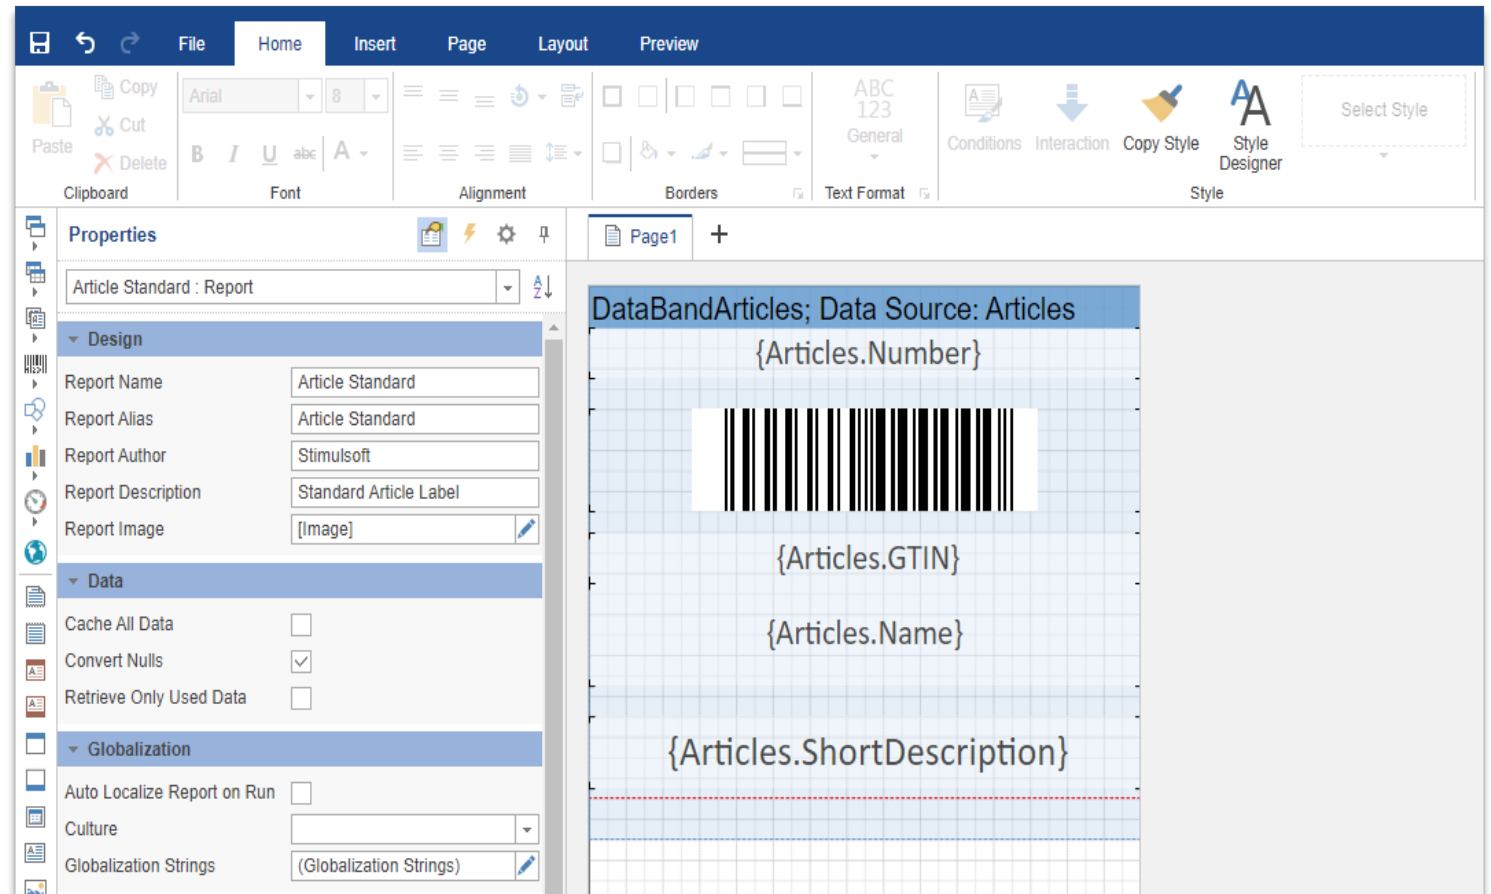 File Home Insert Page Layout Preview
Copy Arial 8 ABC
123
Cut General Select Style
Paste Conditions Interaction Copy Style Style
Designer
Delete B I U abc A
Clipboard Font Alignment Borders Text Format Style
Properties
Page1 +
Article Standard : Report A
Z
DataBandArticles; Data Source: Articles
Design
{Articles.Number}
Report Name Article Standard
Report Alias Article Standard
Report Author Stimulsoft
Report Description Standard Article Label
Report Image [Image]
{Articles.GTIN}
Data
Cache All Data
{Articles.Name}
Convert Nulls
Retrieve Only Used Data
Globalization
{Articles.ShortDescription}
Auto Localize Report on Run
Culture
Globalization Strings (Globalization Strings)